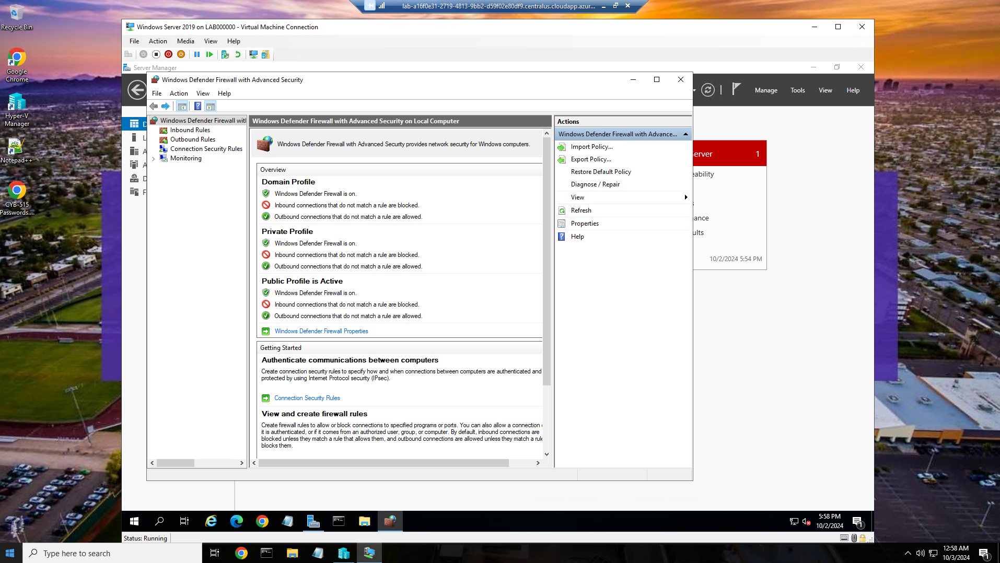 lab-a16f0e31-2719-4813-9bb2-d59f02e80df9.centralus.cloudapp.azur...
Recycle Bin
Google
Chrome
Hyper-V
Manager
Notepad++
CYB-515
Passwords....
Windows Server 2019 on LAB000000 - Virtual Machine Connection
File Action Media View Help
Server Manager
Manage Tools View Help
Windows Defender Firewall with Advanced Security
File Action View Help
Windows Defender Firewall with
Inbound Rules
Outbound Rules
Connection Security Rules
Monitoring
D
L
A
A
D
F
Windows Defender Firewall with Advanced Security on Local Computer
Windows Defender Firewall with Advanced Security provides network security for Windows computers.
Overview
Domain Profile
Windows Defender Firewall is on.
Inbound connections that do not match a rule are blocked.
Outbound connections that do not match a rule are allowed.
Private Profile
Windows Defender Firewall is on.
Inbound connections that do not match a rule are blocked.
Outbound connections that do not match a rule are allowed.
Public Profile is Active
Windows Defender Firewall is on.
Inbound connections that do not match a rule are blocked.
Outbound connections that do not match a rule are allowed.
Windows Defender Firewall Properties
Getting Started
Authenticate communications between computers
Create connection security rules to specify how and when connections between computers are authenticated and
protected by using Internet Protocol security (IPsec).
Connection Security Rules
View and create firewall rules
Create firewall rules to allow or block connections to specified programs or ports. You can also allow a connection
it is authenticated, or if it comes from an authorized user, group, or computer. By default, inbound connections are
blocked unless they match a rule that allows them, and outbound connections are allowed unless they match a rule
blocks them.
Actions
Windows Defender Firewall with Advance...
Import Policy...
Export Policy...
Restore Default Policy
Diagnose / Repair
View
Refresh
Properties
Help
erver 1
eability
s
ance
ults
10/2/2024 5:54 PM
5:58 PM
10/2/2024
1
Status: Running
Type here to search
12:58 AM
10/3/2024
1